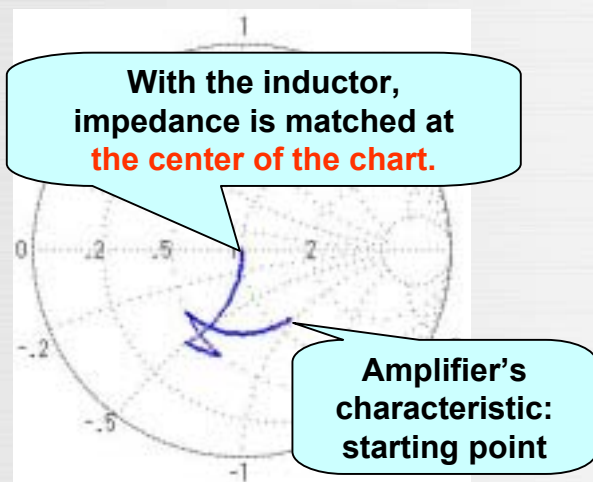 1
With the inductor,
impedance is matched at
the center of the chart.
0 .2 .5 2
-.2
Amplifier's
characteristic:
starting point
-.5
-1